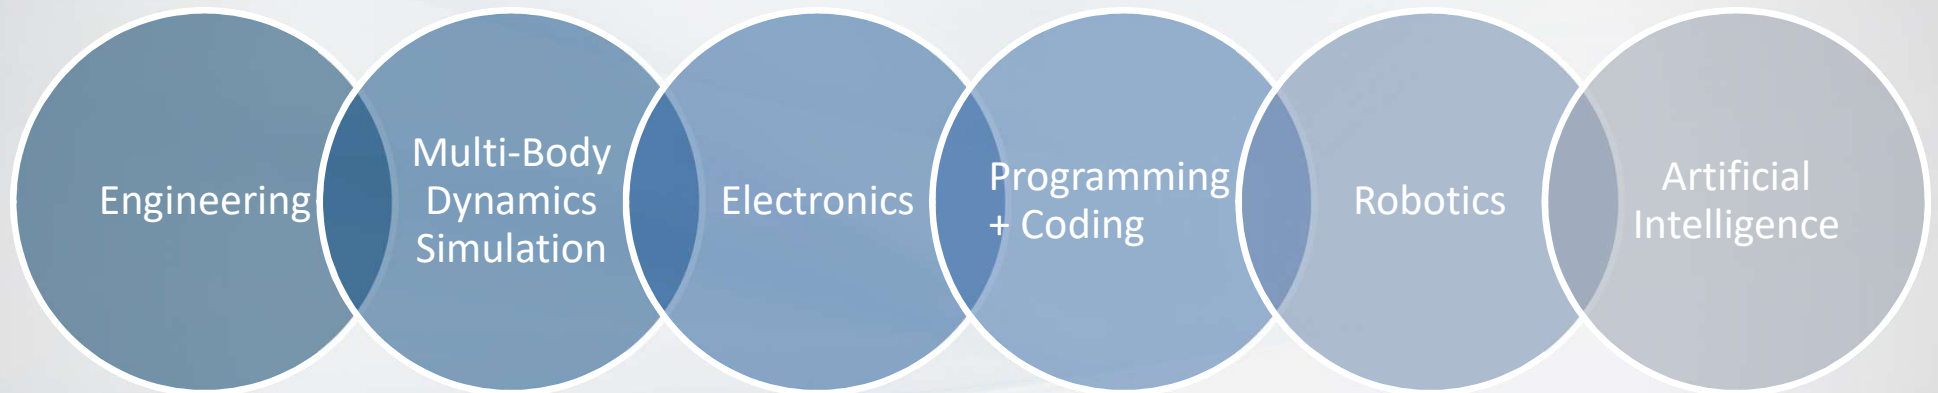 Engineering
Multi-Body
Dynamics
Simulation
Electronics
Programming
+ Coding
Robotics
Artificial
Intelligence